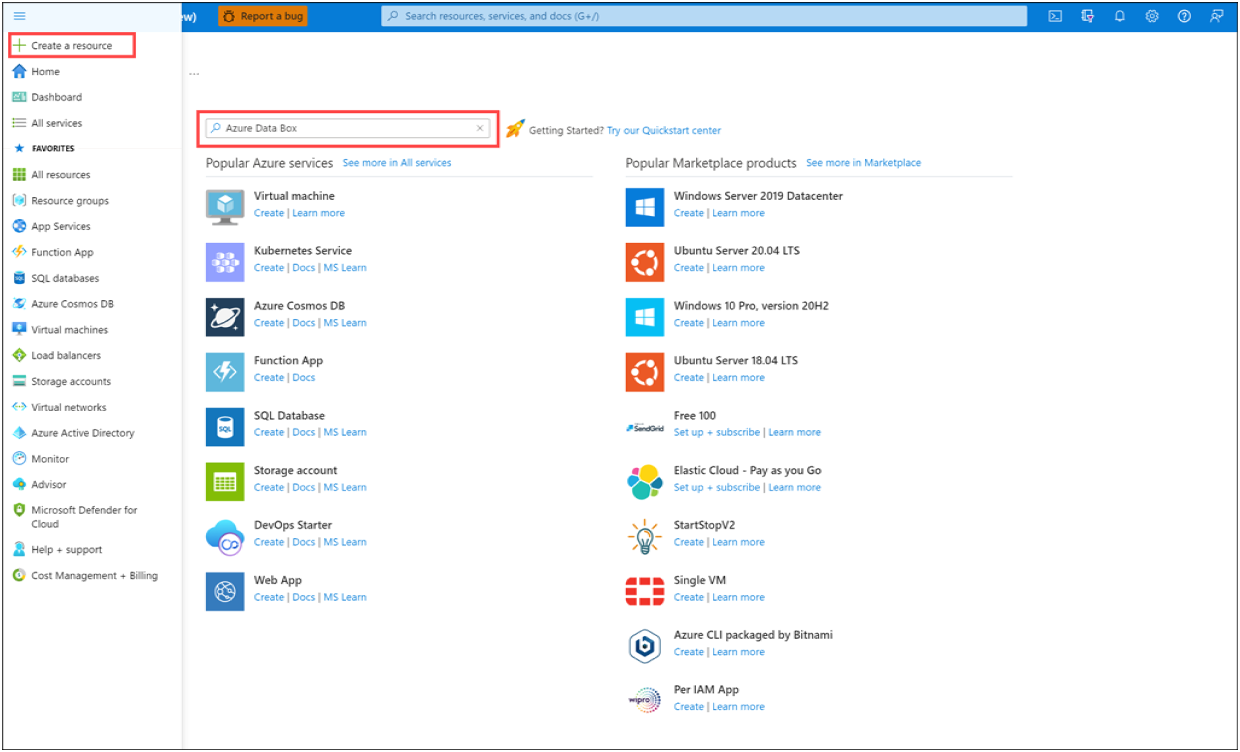 ew)
Report a bug
Search resources, services, and docs (G+/)
Create a resource
Home
Dashboard
All services
FAVORITES
All resources
Resource groups
App Services
Function App
SQL databases
Azure Cosmos DB
Virtual machines
Load balancers
Storage accounts
Virtual networks
Azure Active Directory
Monitor
Advisor
Microsoft Defender for
Cloud
Help + support
Cost Management + Billing
...
Azure Data Box
Getting Started? Try our Quickstart center
Popular Azure services See more in All services
Virtual machine
Create | Learn more
Kubernetes Service
Create | Docs | MS Learn
Azure Cosmos DB
Create | Docs | MS Learn
Function App
Create | Docs
SQL
SQL Database
Create | Docs | MS Learn
Storage account
Create | Docs | MS Learn
DevOps Starter
Create | Docs | MS Learn
Web App
Create | Docs | MS Learn
Popular Marketplace products See more in Marketplace
Windows Server 2019 Datacenter
Create | Learn more
Ubuntu Server 20.04 LTS
Create | Learn more
Windows 10 Pro, version 20H2
Create | Learn more
Ubuntu Server 18.04 LTS
Create | Learn more
SendGrid
Free 100
Set up + subscribe | Learn more
Elastic Cloud - Pay as you Go
Set up + subscribe | Learn more
StartStopV2
Create | Learn more
Single VM
Create | Learn more
Azure CLI packaged by Bitnami
Create | Learn more
wipro
Per IAM App
Create | Learn more